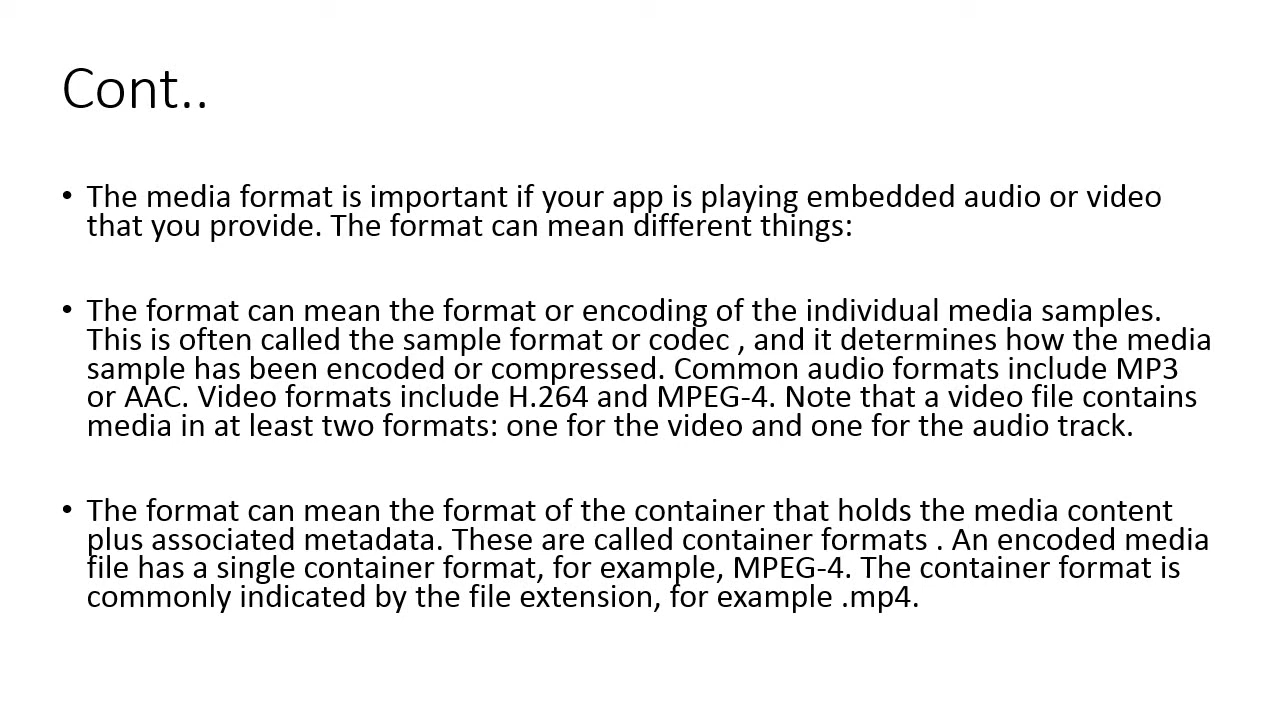 Cont..
• The media format is important if your app is playing embedded audio or video
that you provide. The format can mean different things:
• The format can mean the format or encoding of the individual media samples.
This is often called the sample format or codec , and it determines how the media
sample has been encoded or compressed. Common audio formats include MP3
or AAC. Video formats include H.264 and MPEG-4. Note that a video file contains
media in at least two formats: one for the video and one for the audio track.
• The format can mean the format of the container that holds the media content
plus associated metadata. These are called container formats . An encoded media
file has a single container format, for example, MPEG-4. The container format is
commonly indicated by the file extension, for example .mp4.